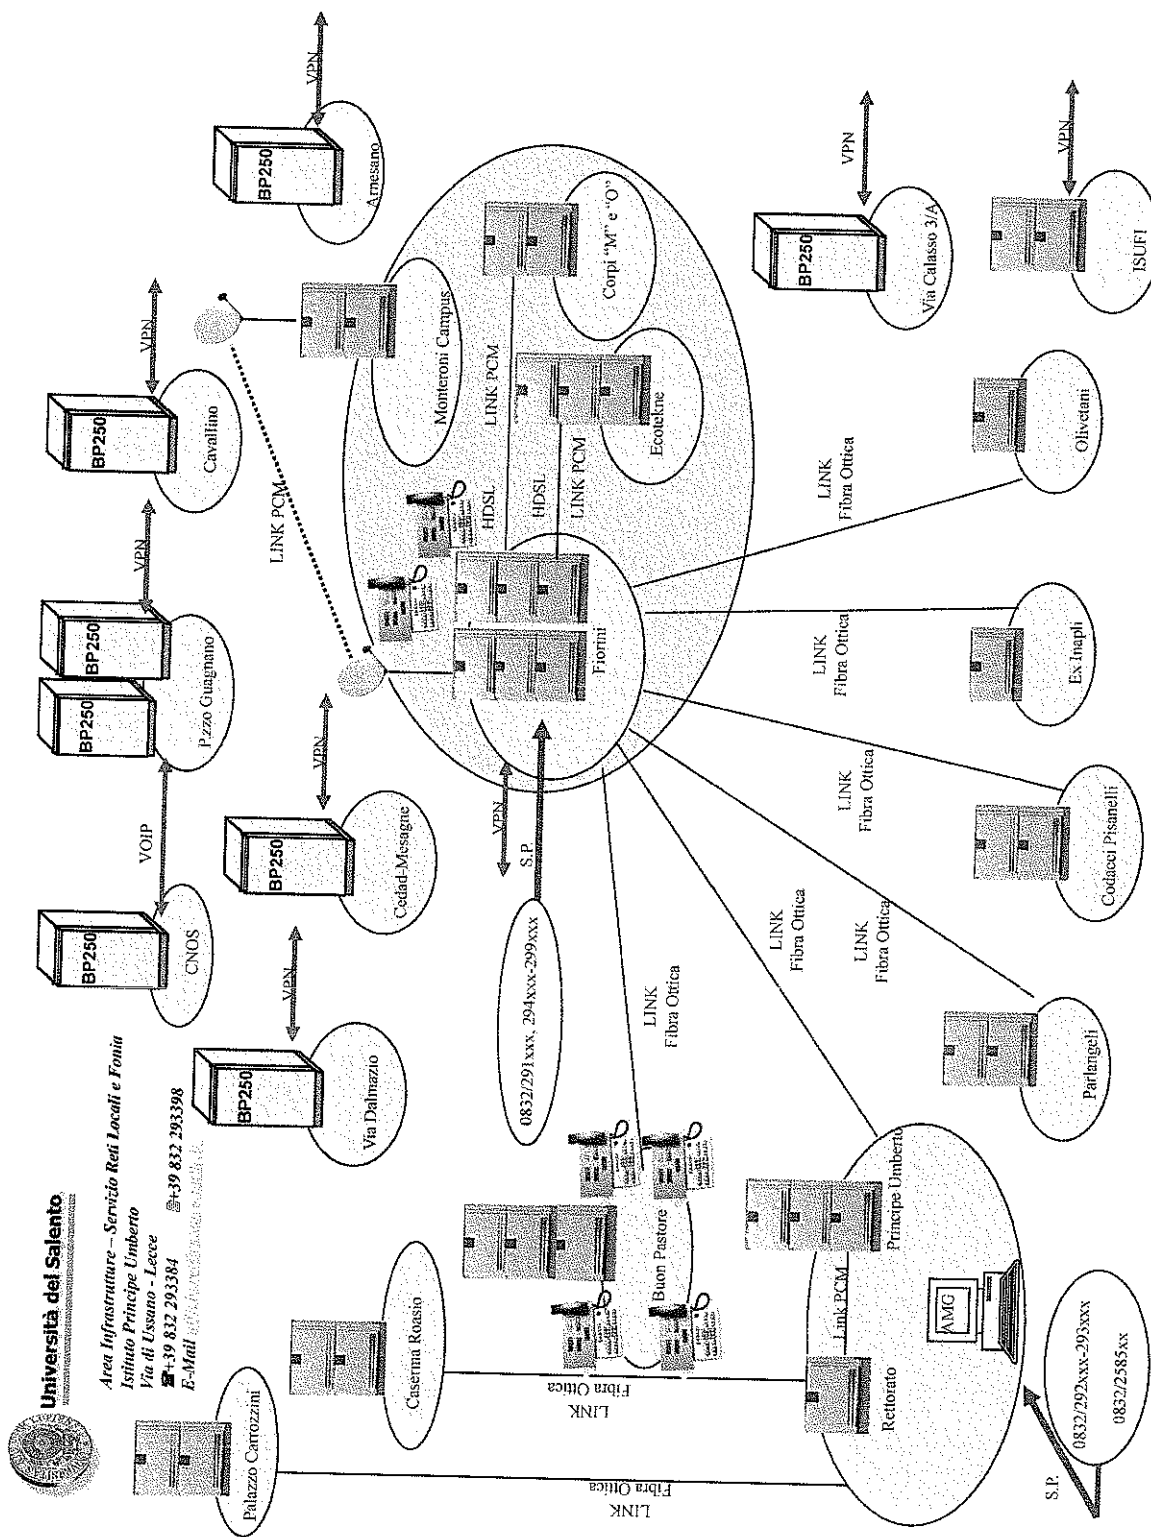 Università del Salento
Area Infrastrutture – Servizio Reti Locali e Fonia
Istituto Principe Umberto
Via di Ussano - Lecce
☎+39 832 293384 +39 832 293398
E-Mail
Palazzo Carrozzini
Caserma Roasio
LINK
Fibra Ottica
LINK
Fibra Ottica
Rettorato
Link PCM
Principe Umberto
AMG
S.P.
0832/292xxx-293xxxx
0832/2585xx
Buon Pastore
BP250
Via Dalmazio
VPN
BP250
CNOS
VOIP
BP250
BP250
P.zzo Guagnano
VPN
BP250
Cavallino
VPN
BP250
Arnesano
VPN
BP250
Cedad-Mesagne
VPN
LINK PCM
Monteroni Campus
Corpi "M" e "O"
LINK PCM
HDSL
Ecotekne
HDSL
LINK PCM
Fiorini
VPN
S.P.
0832/291xxx, 294xxx-299xxx
LINK
Fibra Ottica
LINK
Fibra Ottica
LINK
Fibra Ottica
LINK
Fibra Ottica
LINK
Fibra Ottica
LINK
Fibra Ottica
Parlangeli
Codacci Pisanelli
Ex Inapli
Olivetani
BP250
Via Calasso 3/A
VPN
ISUFI
VPN